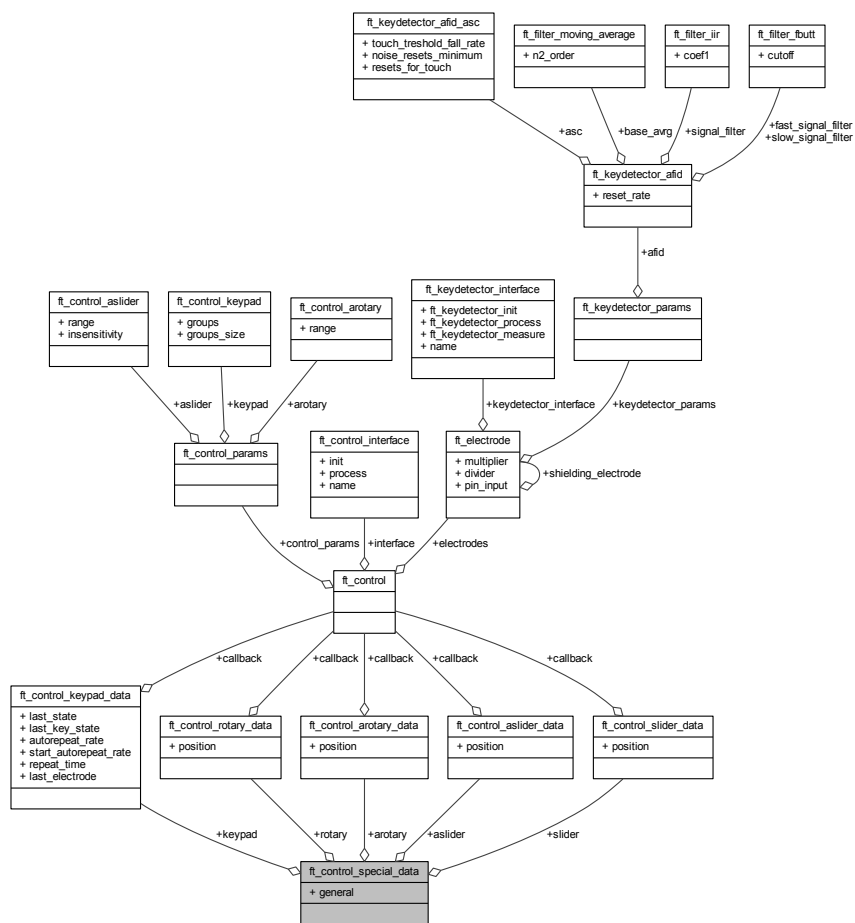 ft_keydetector_afid_asc
+ touch_treshold_fall_rate
+ noise_resets_minimum
+ resets_for_touch
ft_filter_moving_average
+ n2_order
ft_filter_iir
+ coef1
ft_filter_fbutt
+ cutoff
+asc
+base_avrg
+signal_filter
+fast_signal_filter
+slow_signal_filter
ft_keydetector_afid
+ reset_rate
+afid
ft_control_aslider
+ range
+ insensitivity
ft_control_keypad
+ groups
+ groups_size
ft_control_arotary
+ range
ft_keydetector_interface
+ ft_keydetector_init
+ ft_keydetector_process
+ ft_keydetector_measure
+ name
ft_keydetector_params
+aslider
+keypad
+arotary
+keydetector_interface
+keydetector_params
ft_control_params
ft_control_interface
+ init
+ process
+ name
ft_electrode
+ multiplier
+ divider
+ pin_input
+shielding_electrode
+control_params
+interface
+electrodes
ft_control
+callback
+callback
+callback
+callback
+callback
ft_control_keypad_data
+ last_state
+ last_key_state
+ autorepeat_rate
+ start_autorepeat_rate
+ repeat_time
+ last_electrode
ft_control_rotary_data
+ position
ft_control_arotary_data
+ position
ft_control_aslider_data
+ position
ft_control_slider_data
+ position
+keypad
+rotary
+arotary
+aslider
+slider
ft_control_special_data
+ general